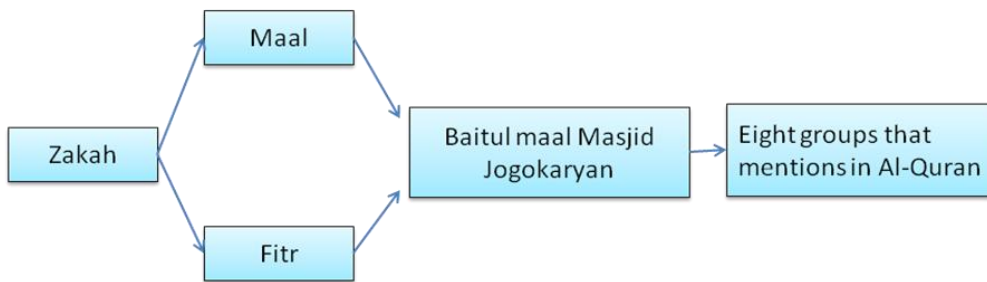 Maal
Zakah
Fitr
Baitul maal Masjid
Jogokaryan
Eight groups that
mentions in Al-Quran